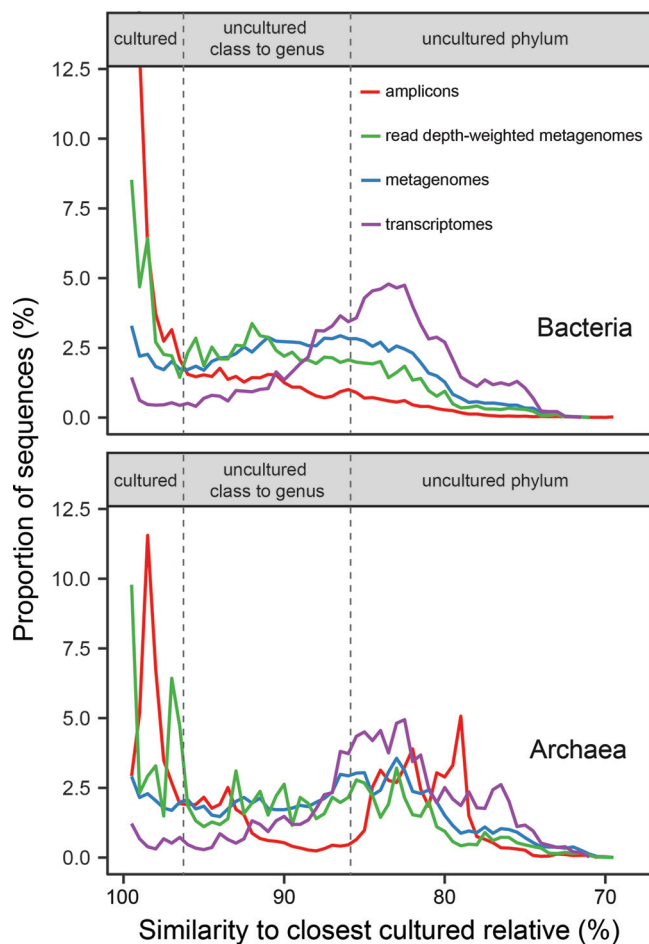 cultured
uncultured
class to genus
uncultured phylum
12.5
10.0
7.5
5.0
2.5
0.0
amplicons
read depth-weighted metagenomes
metagenomes
transcriptomes
Bacteria
Proportion of sequences (%)
cultured
uncultured
class to genus
uncultured phylum
12.5
10.0
7.5
5.0
2.5
0.0
Archaea
100 90 80 70
Similarity to closest cultured relative (%)